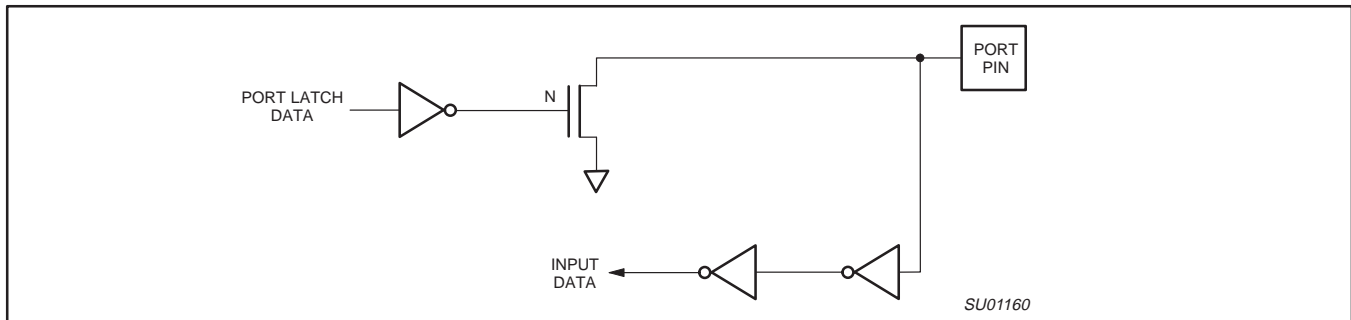 PORT
PIN
N
PORT LATCH
DATA
INPUT
DATA
SU01160